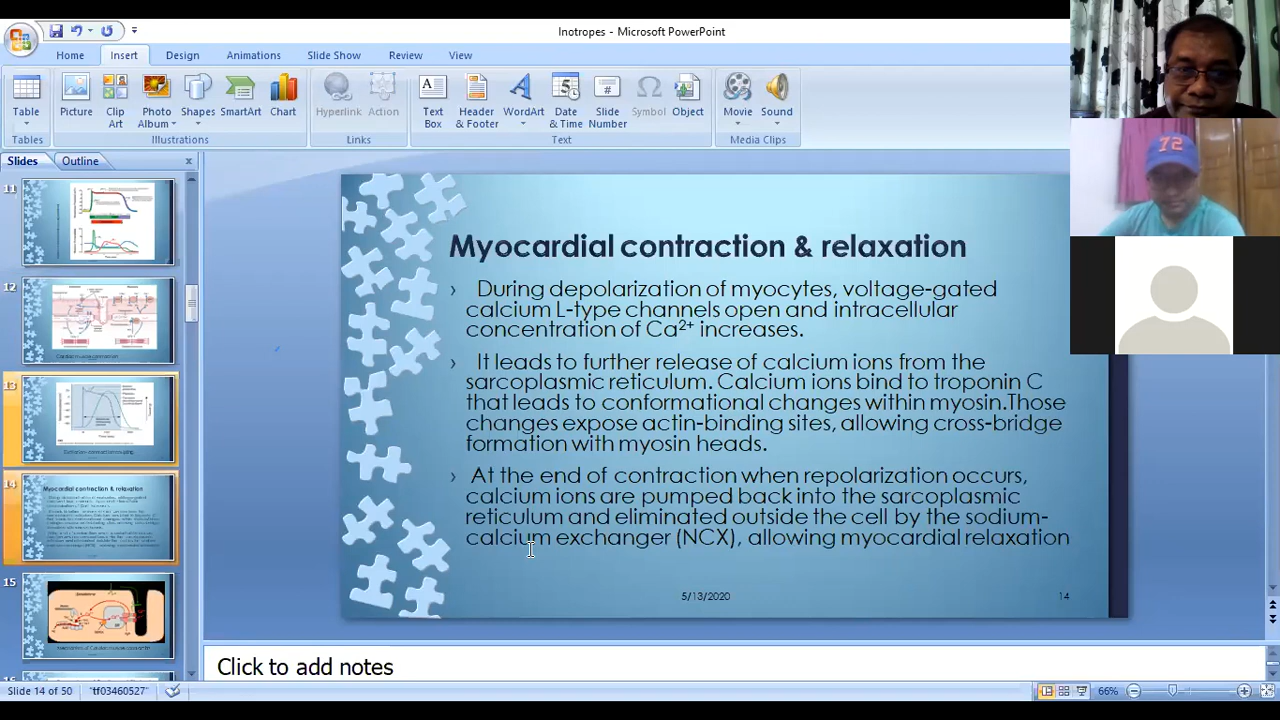 Inotropes - Microsoft PowerPoint
Home Insert Design Animations Slide Show Review View
Table Picture Clip Art Photo Album Shapes SmartArt Chart Hyperlink Action Text Box Header & Footer WordArt Date & Time Slide Number Symbol Object Movie Sound
Tables Illustrations Links Text Media Clips
Slides Outline
11
12
13
14
15
Myocardial contraction & relaxation
› During depolarization of myocytes, voltage-gated
calcium L-type channels open and intracellular
concentration of Ca²⁺ increases.
› It leads to further release of calcium ions from the
sarcoplasmic reticulum. Calcium ions bind to troponin C
that leads to conformational changes within myosin.Those
changes expose actin-binding sites, allowing cross-bridge
formation with myosin heads.
› At the end of contraction when repolarization occurs,
calcium ions are pumped back into the sarcoplasmic
reticulum and eliminated outside the cell by the sodium-
calcium exchanger (NCX), allowing myocardial relaxation
5/13/2020 14
Click to add notes
Slide 14 of 50 "tf03460527" 66%
72